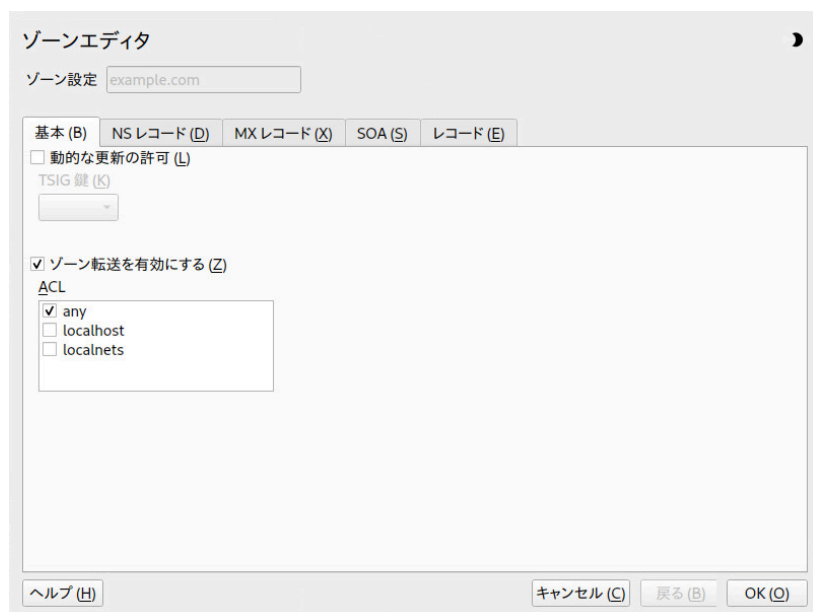 ゾーンエディタ
ゾーン設定 example.com
基本 (B) NS レコード (D) MX レコード (X) SOA (S) レコード (E)
動的な更新の許可 (L)
TSIG 鍵 (K)
ゾーン転送を有効にする (Z)
ACL
any
localhost
localnets
ヘルプ (H) キャンセル (C) 戻る (B) OK (O)